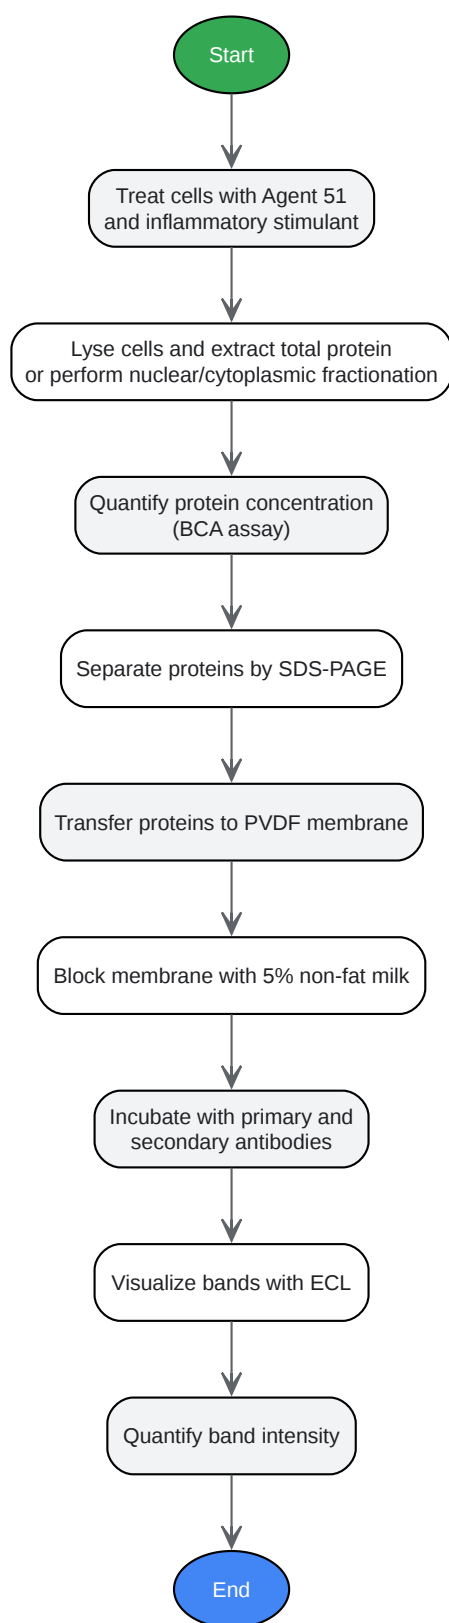 Start
Treat cells with Agent 51
and inflammatory stimulant
Lyse cells and extract total protein
or perform nuclear/cytoplasmic fractionation
Quantify protein concentration
(BCA assay)
Separate proteins by SDS-PAGE
Transfer proteins to PVDF membrane
Block membrane with 5% non-fat milk
Incubate with primary and
secondary antibodies
Visualize bands with ECL
Quantify band intensity
End